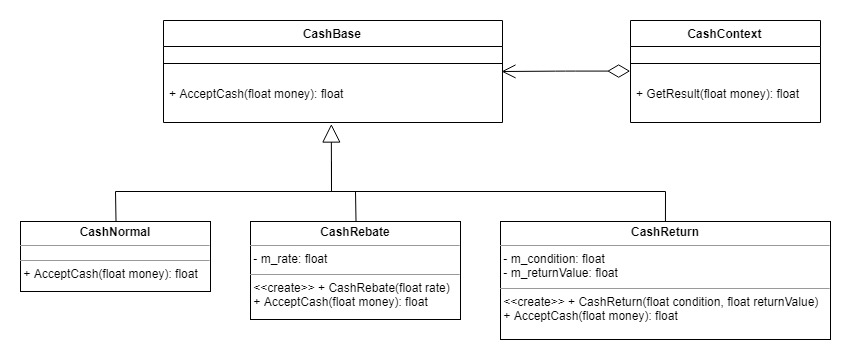 CashBase
+ AcceptCash(float money): float
CashContext
+ GetResult(float money): float
CashNormal
+ AcceptCash(float money): float
CashRebate
- m_rate: float
<<create>> + CashRebate(float rate)
+ AcceptCash(float money): float
CashReturn
- m_condition: float
- m_returnValue: float
<<create>> + CashReturn(float condition, float returnValue)
+ AcceptCash(float money): float